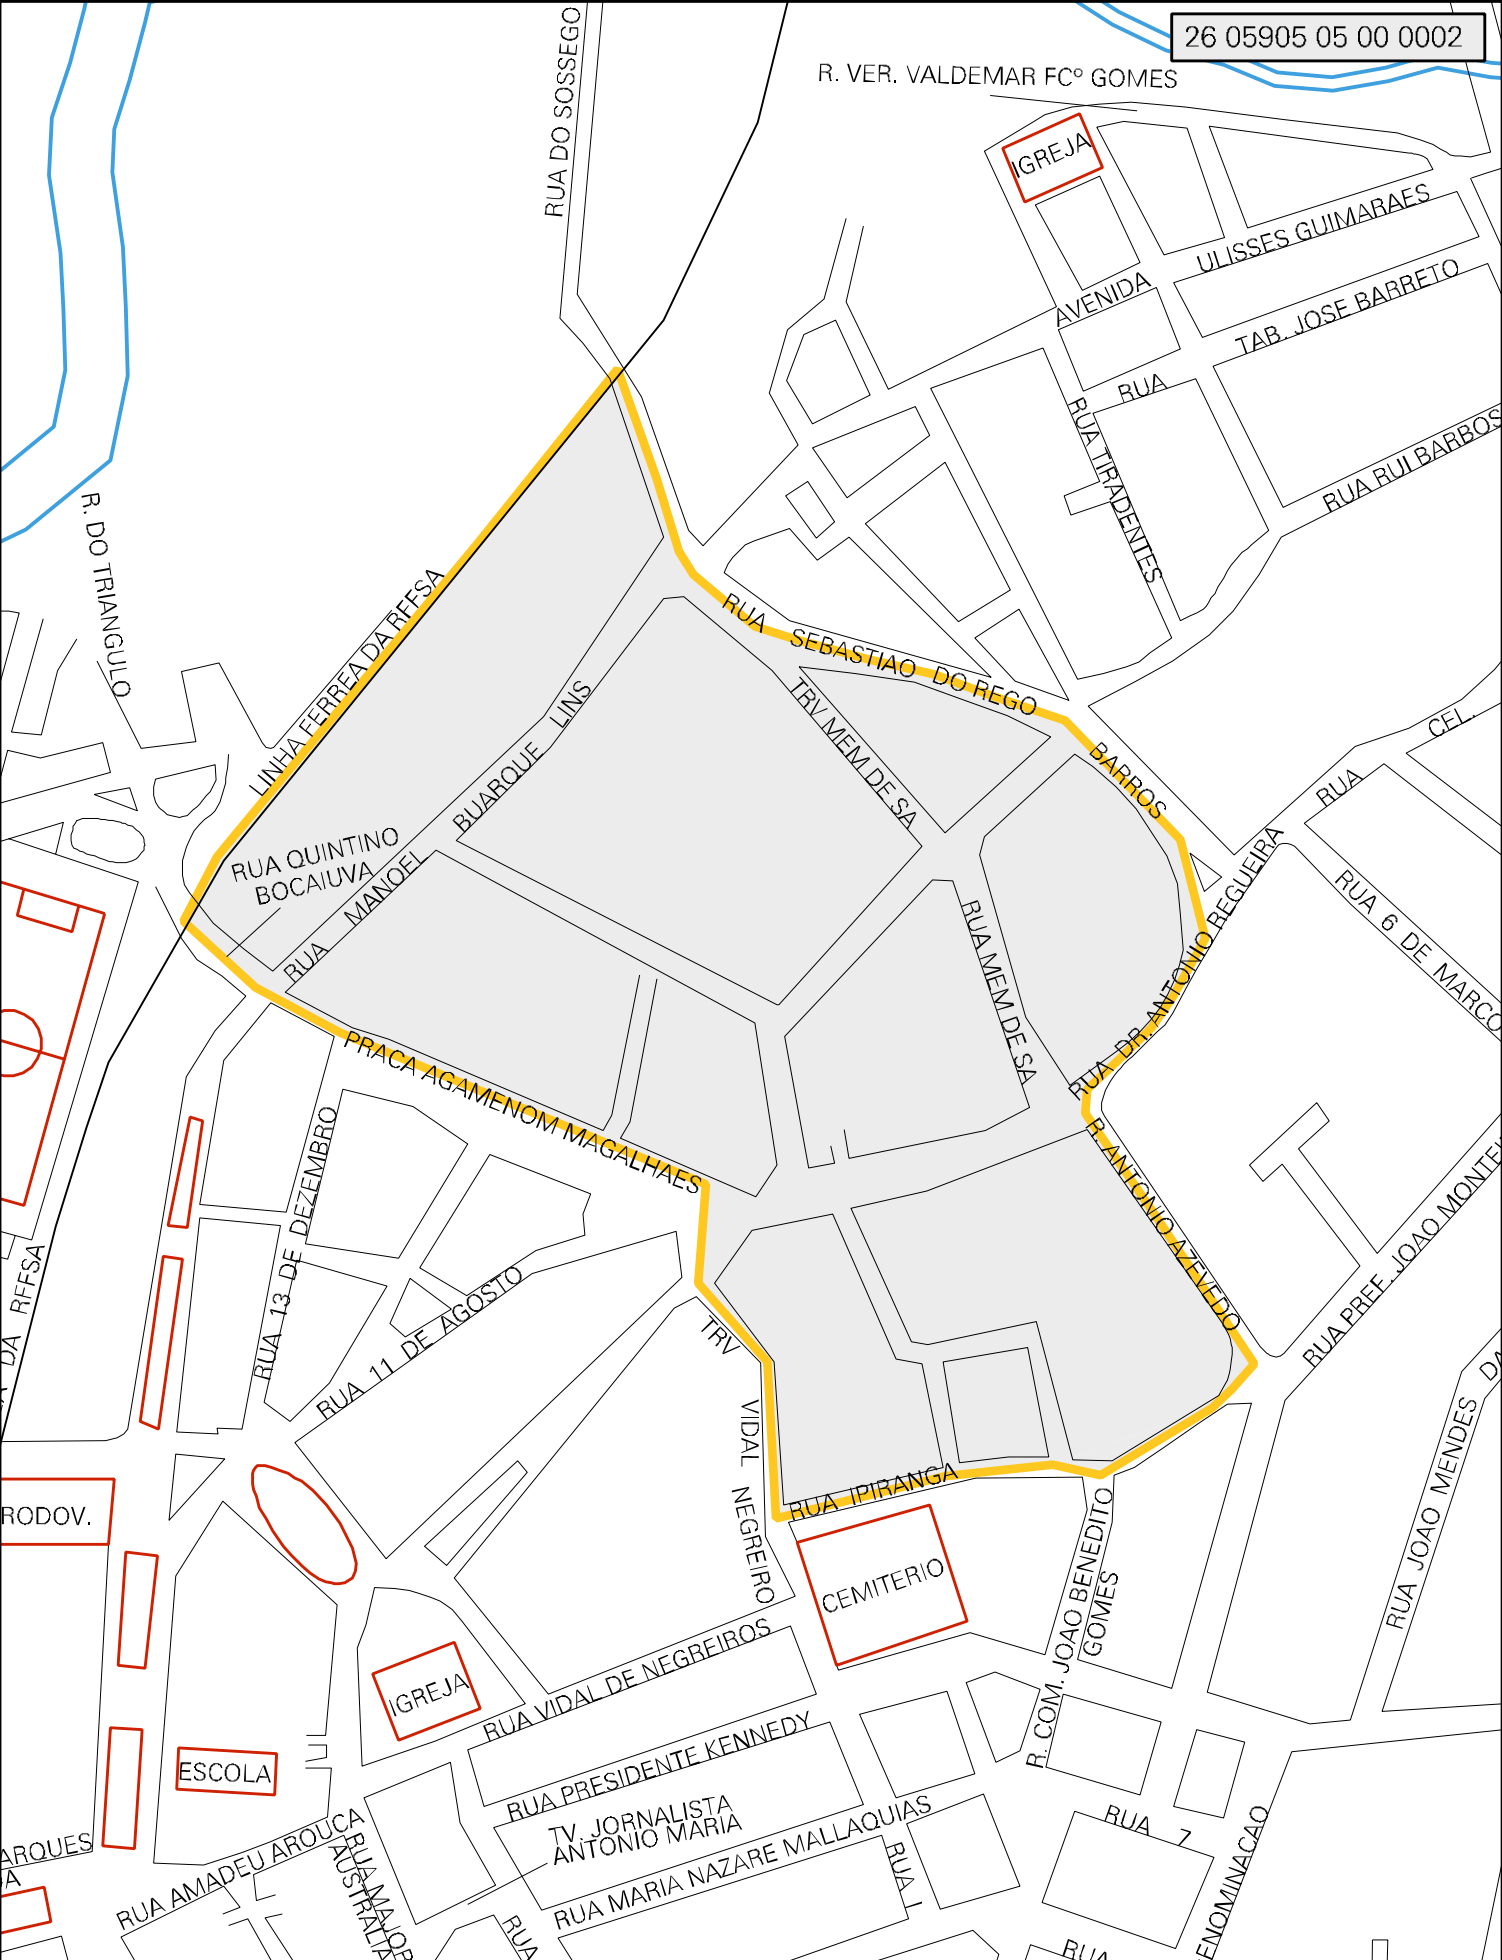 26 05905 05 00 0002
RUA DO SOSSEGO
R. VER. VALDEMAR FCº GOMES
IGREJA
AVENIDA
ULISSES GUIMARAES
RUA
TAB. JOSE BARRETO
RUA TIRADENTES
RUA RUI BARBOS
R. DO TRIANGULO
LINHA FERREA DA RFFSA
RUA SEBASTIAO DO REGO
BARROS
TRV MEM DE SA
RUA MANOEL
BUARQUE LINS
RUA QUINTINO
BOCAIUVA
RUA
CEL.
RUA 6 DE MARCO
RUA DR. ANTONIO REGUEIRA
RUA MEM DE SA
PRACA AGAMENOM MAGALHAES
R. ANTONIO AZEVEDO
RUA PREF. JOAO MONTEI
RUA 13 DE DEZEMBRO
RUA 11 DE AGOSTO
DA RFFSA
TRV
VIDAL
NEGREIRO
RUA IPIRANGA
RUA JOAO MENDES
DA
RODOV.
CEMITERIO
R. COM. JOAO BENEDITO
GOMES
IGREJA
RUA VIDAL DE NEGREIROS
RUA PRESIDENTE KENNEDY
ESCOLA
TV. JORNALISTA
ANTONIO MARIA
RUA MARIA NAZARE MALLAQUIAS
RUA I
RUA 7
ENOMINACAO
ARQUES
RUA AMADEU AROUCA
RUA MAJOR
AUSTRALIA
RUA
RUA